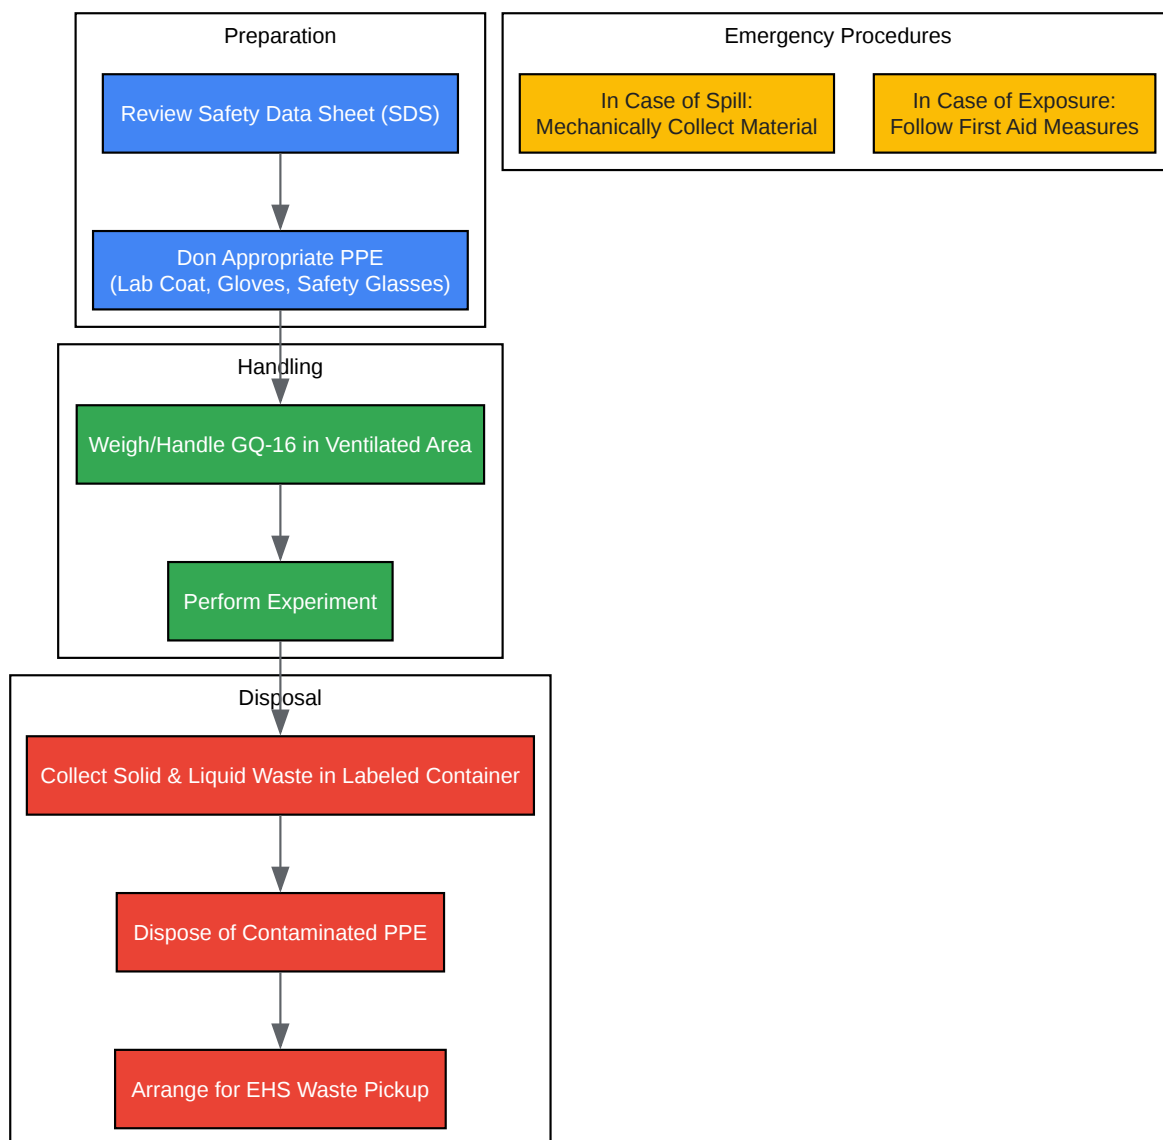 Preparation
Review Safety Data Sheet (SDS)
Don Appropriate PPE
(Lab Coat, Gloves, Safety Glasses)
Handling
Weigh/Handle GQ-16 in Ventilated Area
Perform Experiment
Disposal
Collect Solid & Liquid Waste in Labeled Container
Dispose of Contaminated PPE
Arrange for EHS Waste Pickup
Emergency Procedures
In Case of Spill:
Mechanically Collect Material
In Case of Exposure:
Follow First Aid Measures